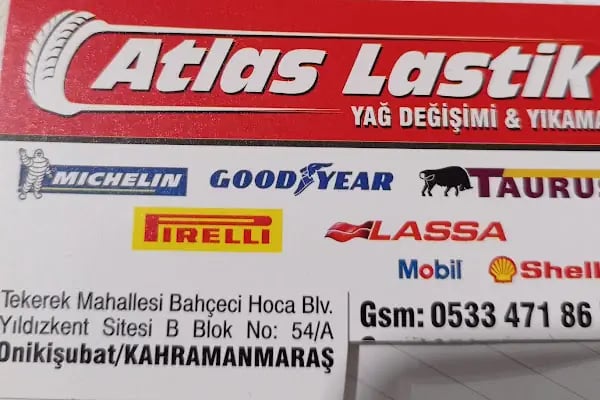 Atlas Lastik
YAĞ DEĞİŞİMİ & YIKAMA
MICHELIN GOODYEAR TAURUS
PIRELLI LASSA
Mobil Shell
Tekerek Mahallesi Bahçeci Hoca Blv.
Yıldızkent Sitesi B Blok No: 54/A
Onikişubat/KAHRAMANMARAŞ
Gsm: 0533 471 86